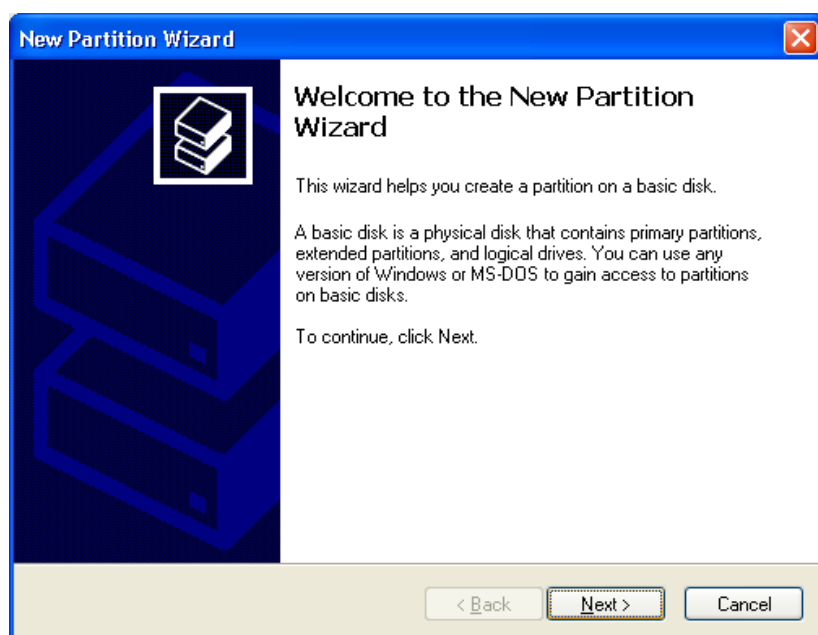 New Partition Wizard
Welcome to the New Partition
Wizard
This wizard helps you create a partition on a basic disk.
A basic disk is a physical disk that contains primary partitions,
extended partitions, and logical drives. You can use any
version of Windows or MS-DOS to gain access to partitions
on basic disks.
To continue, click Next.
< Back Next > Cancel